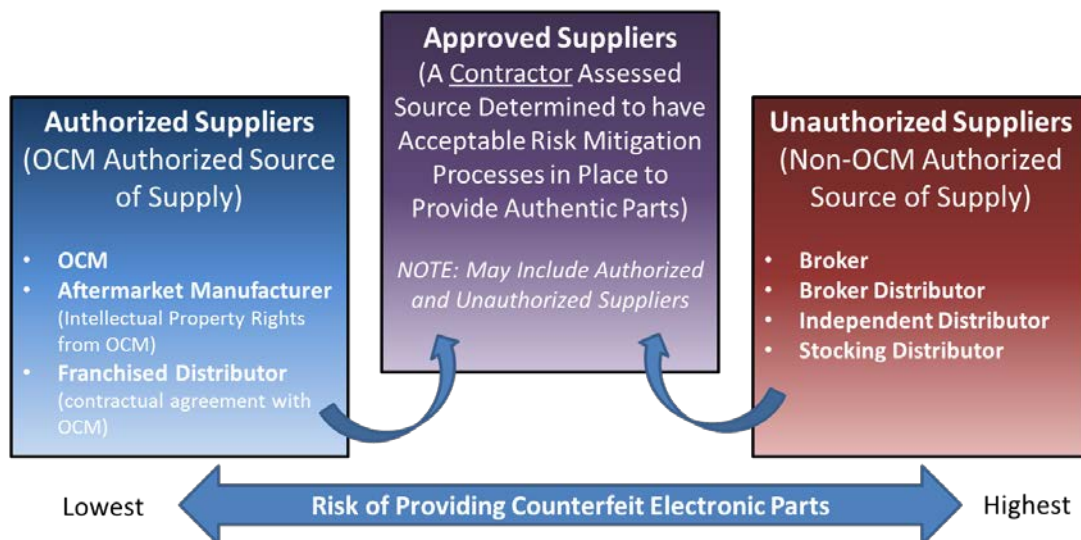 Authorized Suppliers
(OCM Authorized Source
of Supply)
• OCM
• Aftermarket Manufacturer
(Intellectual Property Rights
from OCM)
• Franchised Distributor
(contractual agreement with
OCM)
Approved Suppliers
(A Contractor Assessed
Source Determined to have
Acceptable Risk Mitigation
Processes in Place to
Provide Authentic Parts)
NOTE: May Include Authorized
and Unauthorized Suppliers
Unauthorized Suppliers
(Non-OCM Authorized
Source of Supply)
• Broker
• Broker Distributor
• Independent Distributor
• Stocking Distributor
Lowest
Risk of Providing Counterfeit Electronic Parts
Highest